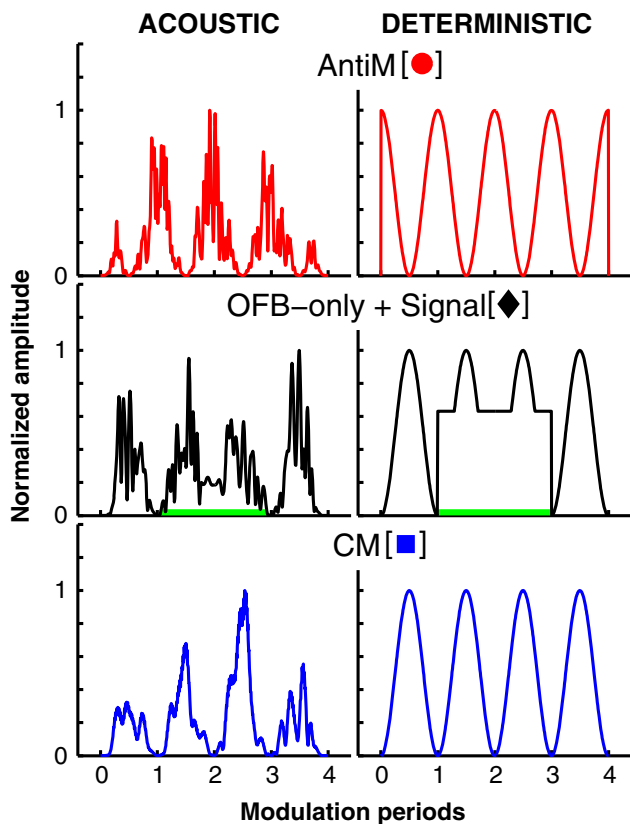 ACOUSTIC DETERMINISTIC
AntiM[●]
1
0
OFB−only + Signal[♦]
1
0
CM[■]
1
0
0 1 2 3 4 0 1 2 3 4
Modulation periods
Normalized amplitude